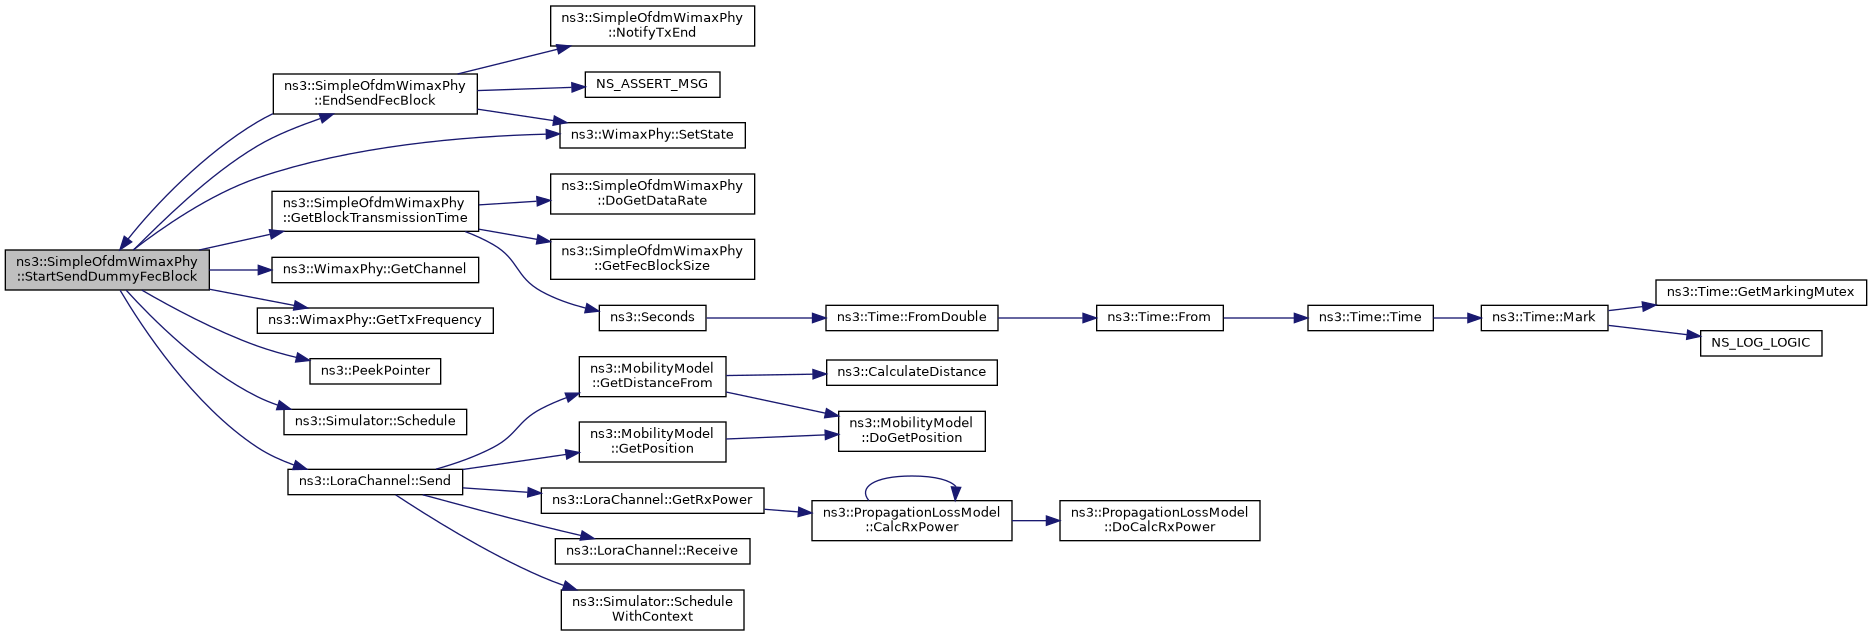 ns3::SimpleOfdmWimaxPhy
::StartSendDummyFecBlock
ns3::SimpleOfdmWimaxPhy
::EndSendFecBlock
ns3::SimpleOfdmWimaxPhy
::GetBlockTransmissionTime
ns3::WimaxPhy::GetChannel
ns3::WimaxPhy::GetTxFrequency
ns3::PeekPointer
ns3::Simulator::Schedule
ns3::LoraChannel::Send
ns3::SimpleOfdmWimaxPhy
::NotifyTxEnd
NS_ASSERT_MSG
ns3::WimaxPhy::SetState
ns3::SimpleOfdmWimaxPhy
::DoGetDataRate
ns3::SimpleOfdmWimaxPhy
::GetFecBlockSize
ns3::Seconds
ns3::MobilityModel
::GetDistanceFrom
ns3::MobilityModel
::GetPosition
ns3::LoraChannel::GetRxPower
ns3::LoraChannel::Receive
ns3::Simulator::Schedule
WithContext
ns3::Time::FromDouble
ns3::CalculateDistance
ns3::MobilityModel
::DoGetPosition
ns3::PropagationLossModel
::CalcRxPower
ns3::Time::From
ns3::PropagationLossModel
::DoCalcRxPower
ns3::Time::Time
ns3::Time::Mark
ns3::Time::GetMarkingMutex
NS_LOG_LOGIC